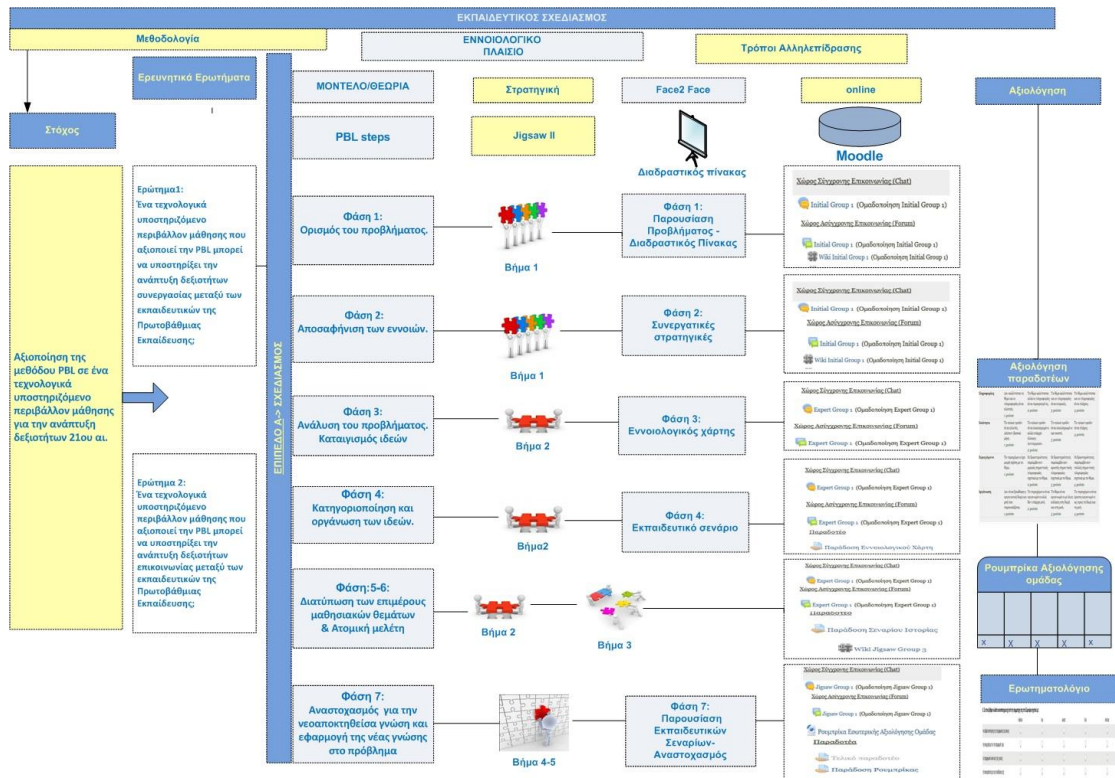 ΕΚΠΑΙΔΕΥΤΙΚΟΣ ΣΧΕΔΙΑΣΜΟΣ
Μεθοδολογία
ΕΝΝΟΙΟΛΟΓΙΚΟ
ΠΛΑΙΣΙΟ
Τρόποι Αλληλεπίδρασης
Ερευνητικά Ερωτήματα
Στόχος
ΜΟΝΤΕΛΟ/ΘΕΩΡΙΑ
Στρατηγική
Face2 Face
online
Αξιολόγηση
PBL steps
Jigsaw II
Διαδραστικός πίνακας
Moodle
Αξιοποίηση της
μεθόδου PBL σε ένα
τεχνολογικά
υποστηριζόμενο
περιβάλλον μάθησης
για την ανάπτυξη
δεξιοτήτων 21ου αι.
Ερώτημα1:
Ένα τεχνολογικά
υποστηριζόμενο
περιβάλλον μάθησης που
αξιοποιεί την PBL μπορεί
να υποστηρίξει την
ανάπτυξη δεξιοτήτων
συνεργασίας μεταξύ των
εκπαιδευτικών της
Πρωτοβάθμιας
Εκπαίδευσης;
Ερώτημα 2:
Ένα τεχνολογικά
υποστηριζόμενο
περιβάλλον μάθησης που
αξιοποιεί την PBL μπορεί
να υποστηρίξει την
ανάπτυξη δεξιοτήτων
επικοινωνίας μεταξύ των
εκπαιδευτικών της
Πρωτοβάθμιας
Εκπαίδευσης;
ΕΠΙΠΕΔΟ Α-> ΣΧΕΔΙΑΣΜΟΣ
Φάση 1:
Ορισμός του προβλήματος.
Βήμα 1
Φάση 1:
Παρουσίαση
Προβλήματος -
Διαδραστικός Πίνακας
Χώρος Σύγχρονης Επικοινωνίας (Chat)
Initial Group 1 (Ομαδοποίηση Initial Group 1)
Χώρος Ασύγχρονης Επικοινωνίας (Forum)
Initial Group 1 (Ομαδοποίηση Initial Group 1)
Wiki Initial Group 1 (Ομαδοποίηση Initial Group 1)
Φάση 2:
Αποσαφήνιση των εννοιών.
Βήμα 1
Φάση 2:
Συνεργατικές
στρατηγικές
Χώρος Σύγχρονης Επικοινωνίας (Chat)
Initial Group 1 (Ομαδοποίηση Initial Group 1)
Χώρος Ασύγχρονης Επικοινωνίας (Forum)
Initial Group 1 (Ομαδοποίηση Initial Group 1)
Wiki Initial Group 1 (Ομαδοποίηση Initial Group 1)
Φάση 3:
Ανάλυση του προβλήματος.
Καταιγισμός ιδεών
Βήμα 2
Φάση 3:
Εννοιολογικός
χάρτης
Χώρος Σύγχρονης Επικοινωνίας (Chat)
Expert Group 1 (Ομαδοποίηση Expert Group 1)
Χώρος Ασύγχρονης Επικοινωνίας (Forum)
Expert Group 1 (Ομαδοποίηση Expert Group 1)
Φάση 4:
Κατηγοριοποίηση και
οργάνωση των ιδεών.
Βήμα2
Φάση 4:
Εκπαιδευτικό σενάριο
Χώρος Σύγχρονης Επικοινωνίας (Chat)
Expert Group 1 (Ομαδοποίηση Expert Group 1)
Χώρος Ασύγχρονης Επικοινωνίας (Forum)
Expert Group 1 (Ομαδοποίηση Expert Group 1)
Παραδοτέα
Παράδοση Εννοιολογικού Χάρτη
Φάση:5-6:
Διατύπωση των επιμέρους
μαθησιακών θεμάτων
& Ατομική μελέτη
Βήμα 2
Βήμα 3
Χώρος Σύγχρονης Επικοινωνίας (Chat)
Expert Group 1 (Ομαδοποίηση Expert Group 1)
Χώρος Ασύγχρονης Επικοινωνίας (Forum)
Expert Group 1 (Ομαδοποίηση Expert Group 1)
Παραδοτέα
Παράδοση Σεναρίου Ιστορίας
Wiki Jigsaw Group 3
Φάση 7:
Αναστοχασμός για την
νεοαποκτηθείσα γνώση και
εφαρμογή της νέας γνώσης
στο πρόβλημα
Βήμα 4-5
Φάση 7:
Παρουσίαση
Εκπαιδευτικών
Σεναρίων-
Αναστοχασμός
Χώρος Σύγχρονης Επικοινωνίας (Chat)
Jigsaw Group 1 (Ομαδοποίηση Jigsaw Group 1)
Χώρος Ασύγχρονης Επικοινωνίας (Forum)
Jigsaw Group 1 (Ομαδοποίηση Jigsaw Group 1)
Ρουμπρίκα Εσωτερικής Αξιολόγησης Ομάδας
Παραδοτέα
Τελικό παραδοτέο
Παράδοση Ρουμπρίκας
Αξιολόγηση
παραδοτέων
Ρουμπρίκα Αξιολόγησης
ομάδας
X X X X X
Ερωτηματολόγιο